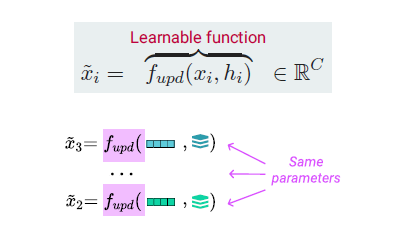 Learnable function
x̃ᵢ = f_upd(xᵢ, hᵢ) ∈ ℝ^C
x̃₃= f_upd( , )
...
Same
parameters
x̃₂= f_upd( , )